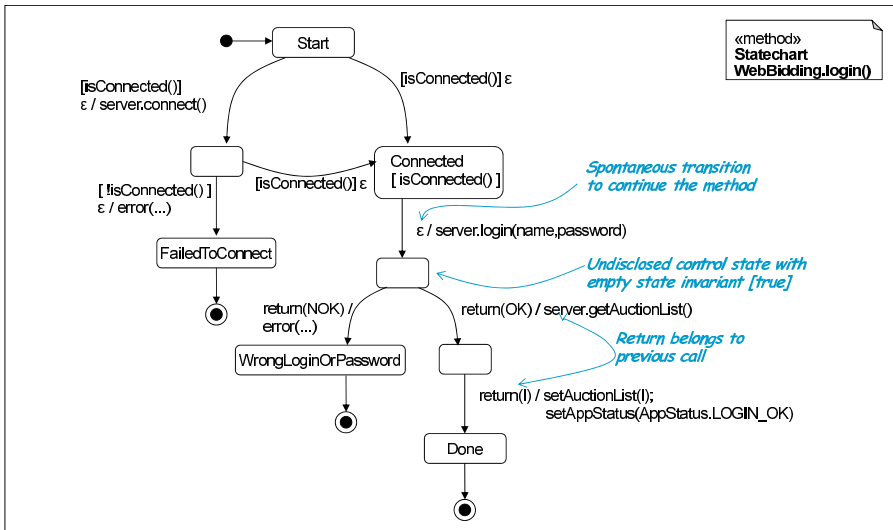 Start
«method»
Statechart
WebBidding.login()
[isConnected()]
ε / server.connect()
[isConnected()] ε
Connected
[ isConnected() ]
[isConnected()] ε
Spontaneous transition
to continue the method
[ !isConnected() ]
ε / error(...)
ε / server.login(name,password)
FailedToConnect
Undisclosed control state with
empty state invariant [true]
return(NOK) /
error(...)
return(OK) / server.getAuctionList()
WrongLoginOrPassword
Return belongs to
previous call
return(l) / setAuctionList(l);
setAppStatus(AppStatus.LOGIN_OK)
Done